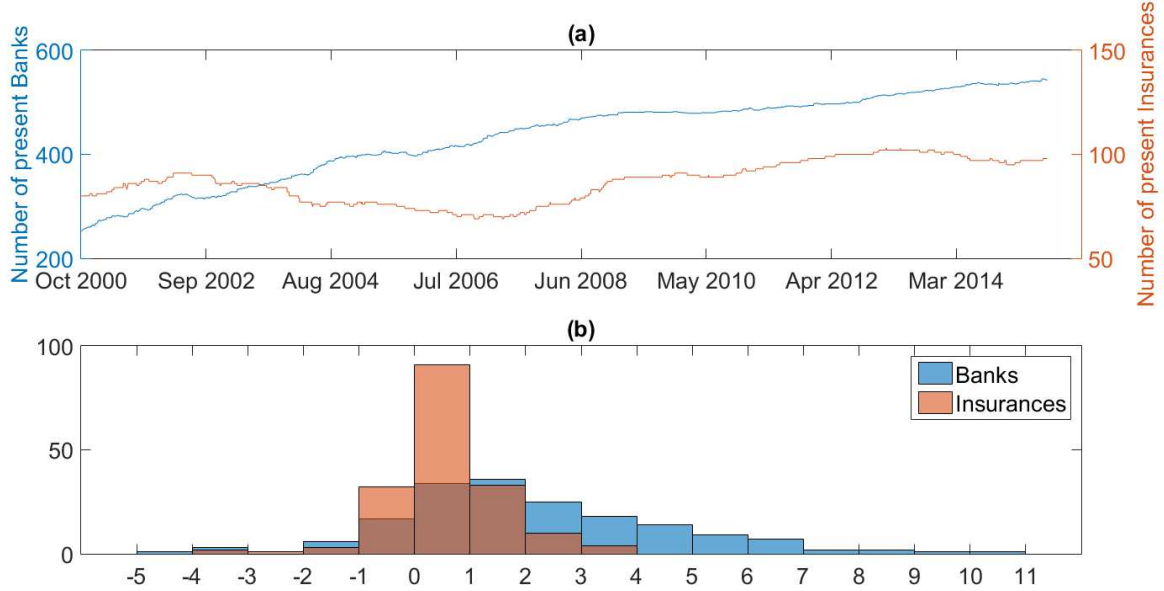 (a)
Number of present Banks
600
400
200
Number of present Insurances
150
100
50
Oct 2000 Sep 2002 Aug 2004 Jul 2006 Jun 2008 May 2010 Apr 2012 Mar 2014
(b)
100
50
0
Banks
Insurances
-5 -4 -3 -2 -1 0 1 2 3 4 5 6 7 8 9 10 11